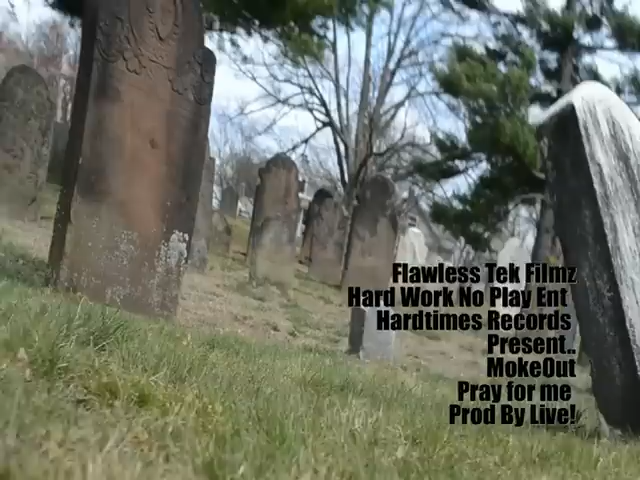 Flawless Tek Filmz
Hard Work No Play Ent
Hardtimes Records
Present..
MokeOut
Pray for me
Prod By Live!